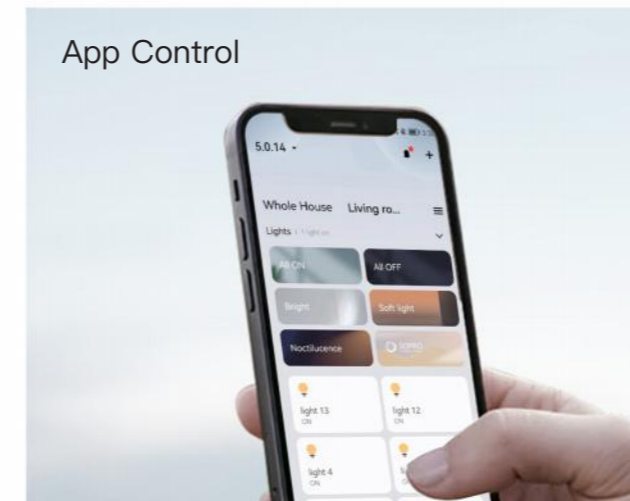 App Control
5.0.14
Whole House Living ro...
Lights
All ON All OFF
Bright Soft light
Noctilucence
light 13 light 12
ON ON
light 4
ON